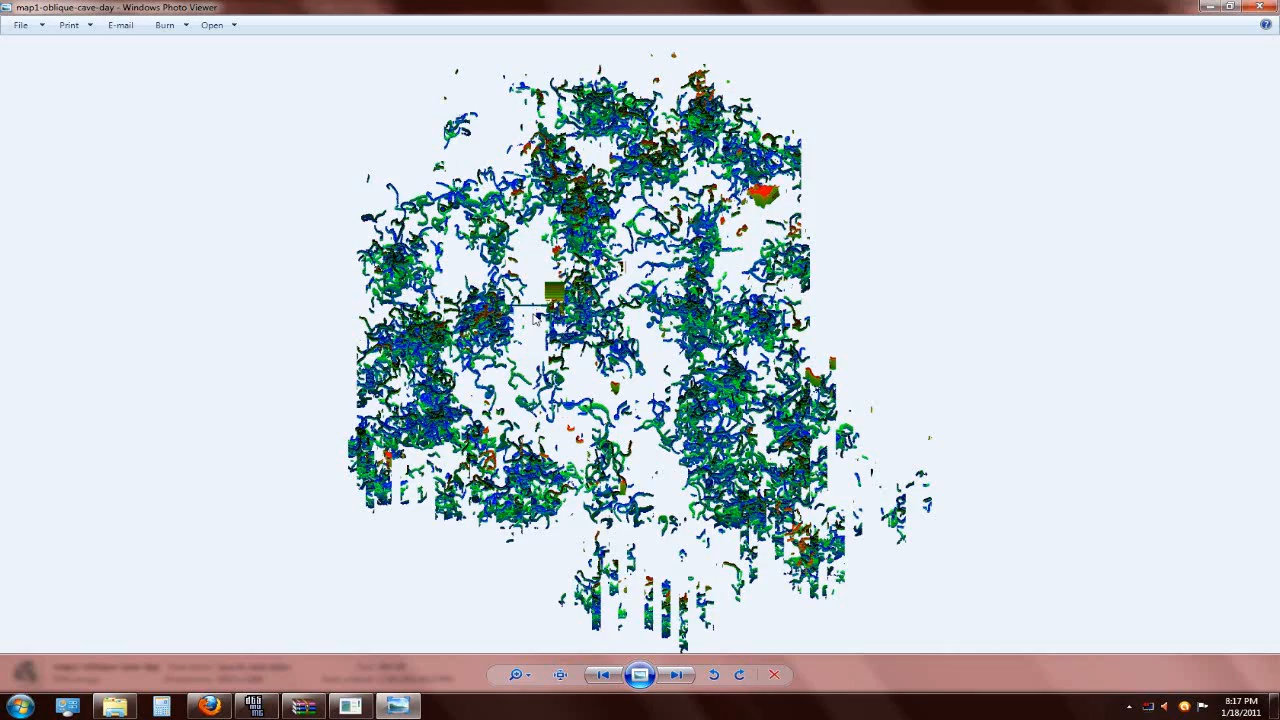 map1-oblique-cave-day - Windows Photo Viewer
File Print E-mail Burn Open
8:17 PM
1/18/2011